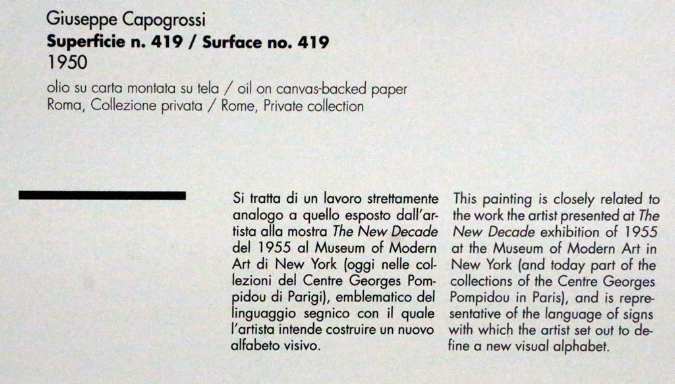 Giuseppe Capogrossi
Superficie n. 419 / Surface no. 419
1950
olio su carta montata su tela / oil on canvas-backed paper
Roma, Collezione privata / Rome, Private collection
Si tratta di un lavoro strettamente
analogo a quello esposto dall'ar-
tista alla mostra The New Decade
del 1955 al Museum of Modern
Art di New York (oggi nelle col-
lezioni del Centre Georges Pom-
pidou di Parigi), emblematico del
linguaggio segnico con il quale
l'artista intende costruire un nuovo
alfabeto visivo.
This painting is closely related to
the work the artist presented at The
New Decade exhibition of 1955
at the Museum of Modern Art in
New York (and today part of the
collections of the Centre Georges
Pompidou in Paris), and is repre-
sentative of the language of signs
with which the artist set out to de-
fine a new visual alphabet.